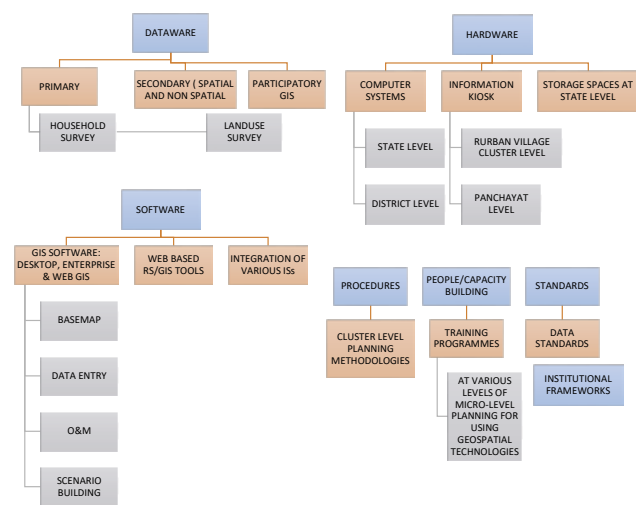 DATAWARE
PRIMARY
SECONDARY ( SPATIAL
AND NON SPATIAL
PARTICIPATORY
GIS
HOUSEHOLD
SURVEY
LANDUSE
SURVEY
HARDWARE
COMPUTER
SYSTEMS
INFORMATION
KIOSK
STORAGE SPACES AT
STATE LEVEL
STATE LEVEL
RURBAN VILLAGE
CLUSTER LEVEL
DISTRICT LEVEL
PANCHAYAT
LEVEL
SOFTWARE
GIS SOFTWARE:
DESKTOP, ENTERPRISE
& WEB GIS
WEB BASED
RS/GIS TOOLS
INTEGRATION OF
VARIOUS ISs
BASEMAP
DATA ENTRY
O&M
SCENARIO
BUILDING
PROCEDURES
PEOPLE/CAPACITY
BUILDING
STANDARDS
CLUSTER LEVEL
PLANNING
METHODOLOGIES
TRAINING
PROGRAMMES
DATA
STANDARDS
AT VARIOUS
LEVELS OF
MICRO-LEVEL
PLANNING FOR
USING
GEOSPATIAL
TECHNOLOGIES
INSTITUTIONAL
FRAMEWORKS